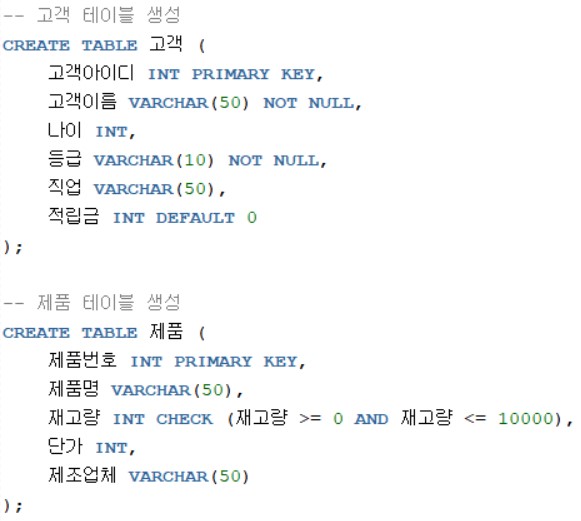 -- 고객 테이블 생성
CREATE TABLE 고객 (
고객아이디 INT PRIMARY KEY,
고객이름 VARCHAR(50) NOT NULL,
나이 INT,
등급 VARCHAR(10) NOT NULL,
직업 VARCHAR(50),
적립금 INT DEFAULT 0
);
-- 제품 테이블 생성
CREATE TABLE 제품 (
제품번호 INT PRIMARY KEY,
제품명 VARCHAR(50),
재고량 INT CHECK (재고량 >= 0 AND 재고량 <= 10000),
단가 INT,
제조업체 VARCHAR(50)
);